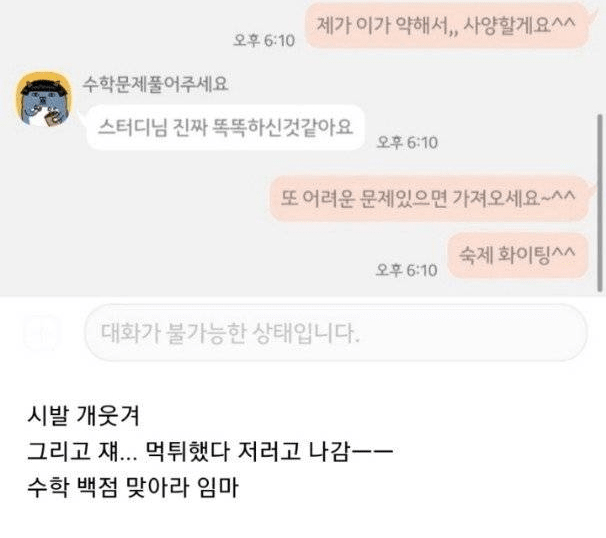 제가 이가 약해서,, 사양할게요^^
오후 6:10
수학문제풀어주세요
스터디님 진짜 똑똑하신것같아요
오후 6:10
또 어려운 문제있으면 가져오세요~^^
숙제 화이팅^^
오후 6:10
대화가 불가능한 상태입니다.
시발 개웃겨
그리고 쟤... 먹튀했다 저러고 나감ㅡㅡ
수학 백점 맞아라 임마